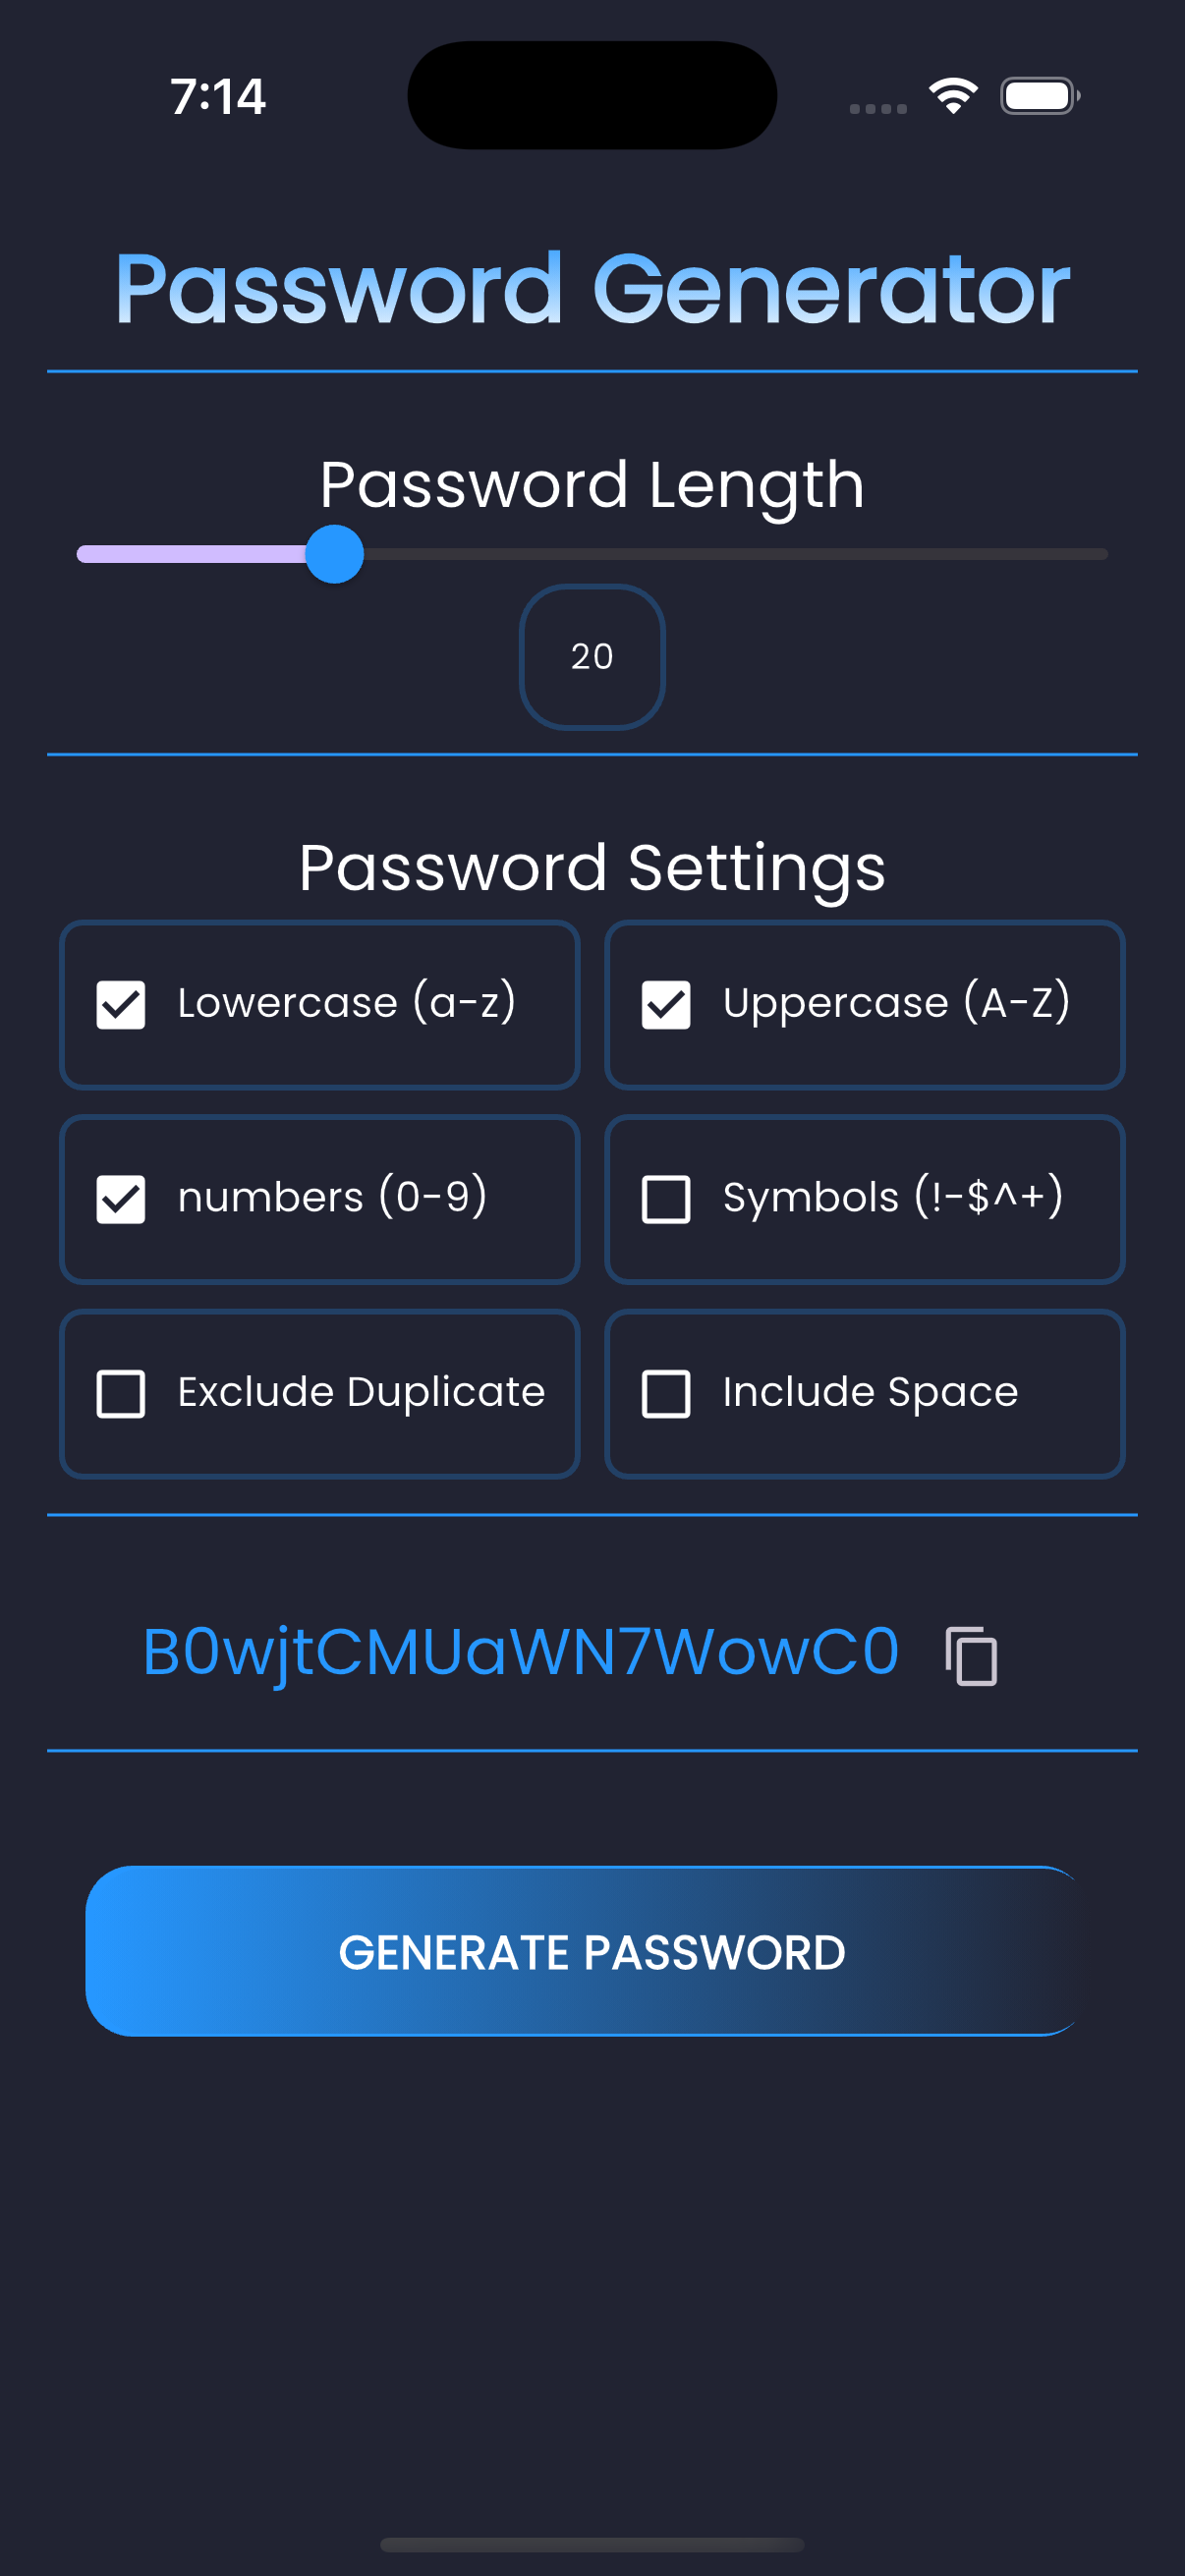 7:14
Password Generator
Password Length
20
Password Settings
Lowercase (a-z)
Uppercase (A-Z)
numbers (0-9)
Symbols (!-$^+)
Exclude Duplicate
Include Space
B0wjtCMUaWN7WowC0
GENERATE PASSWORD